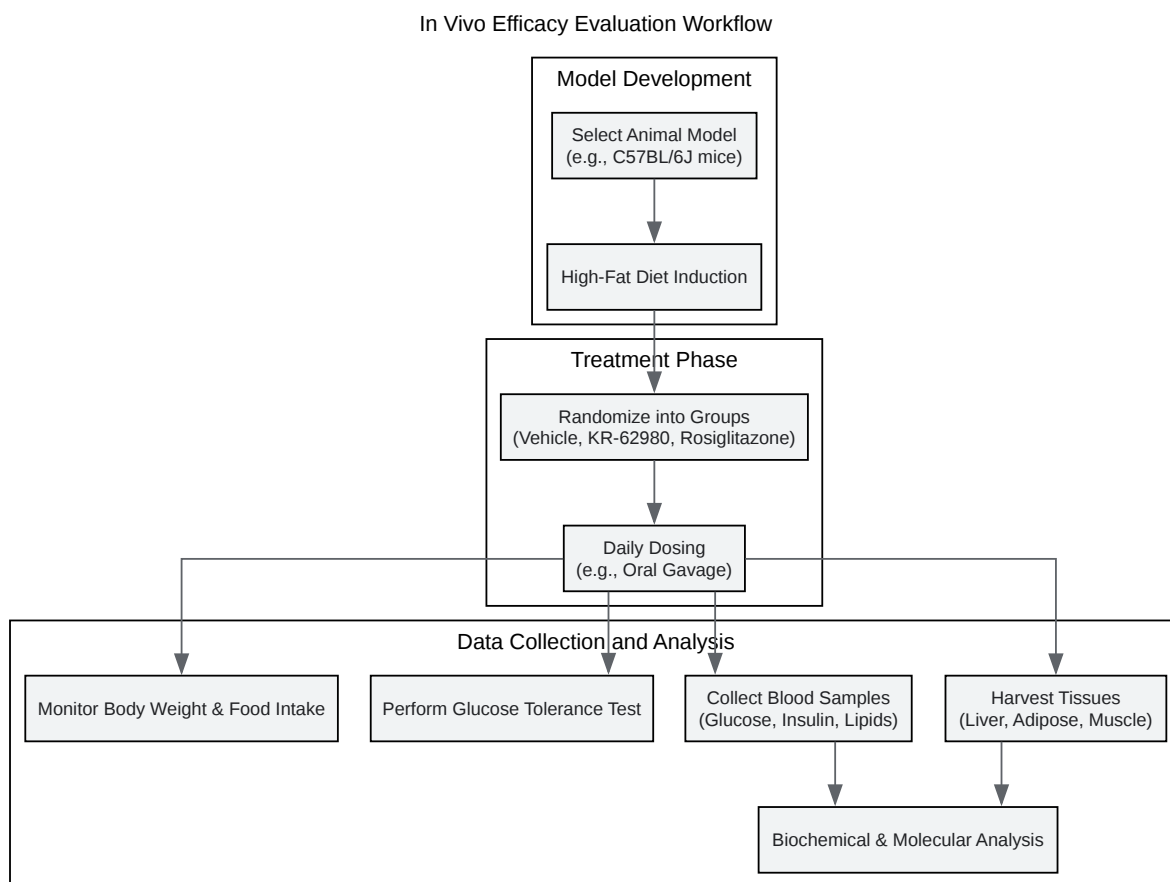 In Vivo Efficacy Evaluation Workflow
Model Development
Select Animal Model
(e.g., C57BL/6J mice)
High-Fat Diet Induction
Treatment Phase
Randomize into Groups
(Vehicle, KR-62980, Rosiglitazone)
Daily Dosing
(e.g., Oral Gavage)
Data Collection and Analysis
Monitor Body Weight & Food Intake
Perform Glucose Tolerance Test
Collect Blood Samples
(Glucose, Insulin, Lipids)
Harvest Tissues
(Liver, Adipose, Muscle)
Biochemical & Molecular Analysis